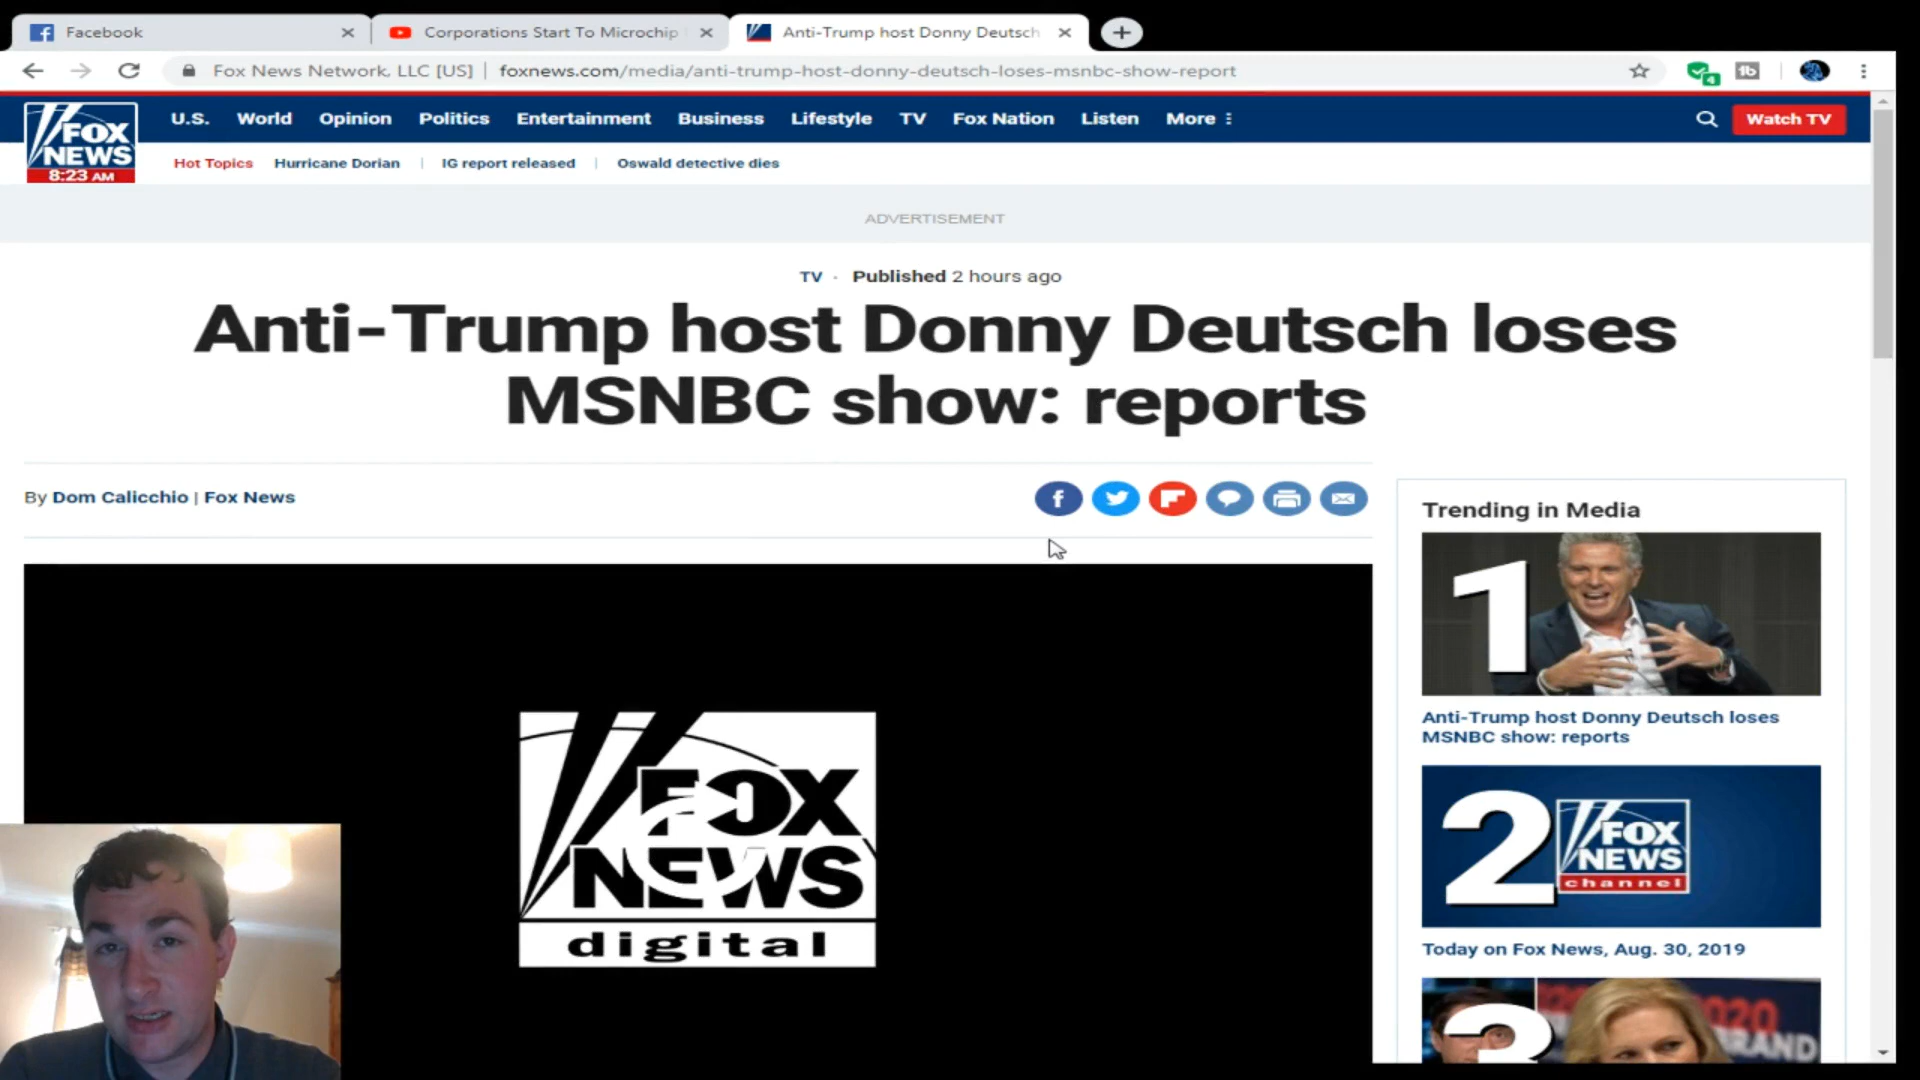 Facebook
Corporations Start To Microchip
Anti-Trump host Donny Deutsch
Fox News Network, LLC [US] | foxnews.com/media/anti-trump-host-donny-deutsch-loses-msnbc-show-report
4
FOX
NEWS
8:23 AM
U.S. World Opinion Politics Entertainment Business Lifestyle TV Fox Nation Listen More
Watch TV
Hot Topics Hurricane Dorian | IG report released | Oswald detective dies
ADVERTISEMENT
TV · Published 2 hours ago
Anti-Trump host Donny Deutsch loses
MSNBC show: reports
By Dom Calicchio | Fox News
Trending in Media
1
Anti-Trump host Donny Deutsch loses
MSNBC show: reports
FOX
NEWS
digital
2
FOX
NEWS
channel
Today on Fox News, Aug. 30, 2019
3
2020